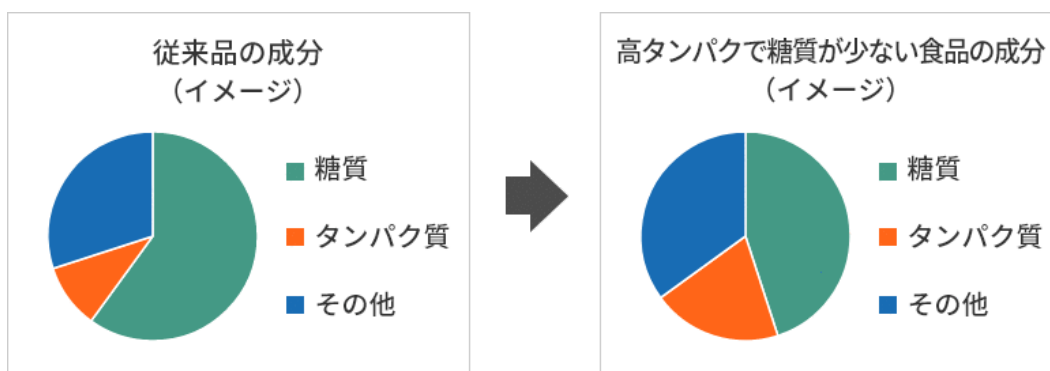 従来品の成分
（イメージ）
糖質
タンパク質
その他
高タンパクで糖質が少ない食品の成分
（イメージ）
糖質
タンパク質
その他